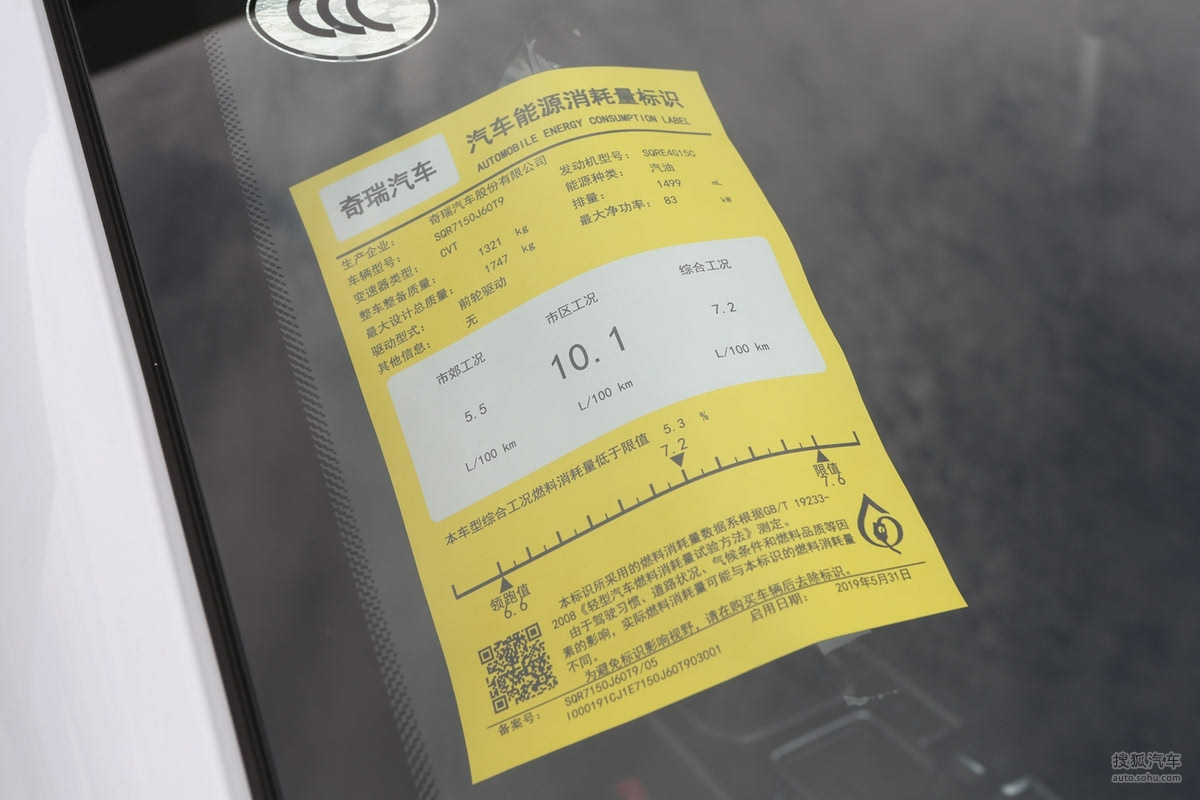 汽车能源消耗量标识
AUTOMOBILE ENERGY CONSUMPTION LABEL
奇瑞汽车
生产企业: 奇瑞汽车股份有限公司
车辆型号: SQR7150J60T9
变速器类型: CVT
整车整备质量: 1321 kg
最大设计总质量: 1747 kg
驱动型式: 前轮驱动
其他信息: 无
发动机型号: SQRE4G15C
能源种类: 汽油
排量: 1499 mL
最大净功率: 83 kW
市郊工况
5.5
L/100 km
市区工况
10.1
L/100 km
综合工况
7.2
L/100 km
本车型综合工况燃料消耗量低于限值 5.3 %
7.2
领跑值
6.6
限值
7.6
本标识所采用的燃料消耗量数据系根据GB/T 19233-
2008《轻型汽车燃料消耗量试验方法》测定。
由于驾驶习惯、道路状况、气候条件和燃料品质等因
素的影响，实际燃料消耗量可能与本标识的燃料消耗量
不同。
为避免标识影响视野，请在购买车辆后去除标识。
启用日期: 2019年5月31日
备案号: SQR7150J60T9/05
I000191CJ1E7150J60T903001
搜狐汽车
auto.sohu.com